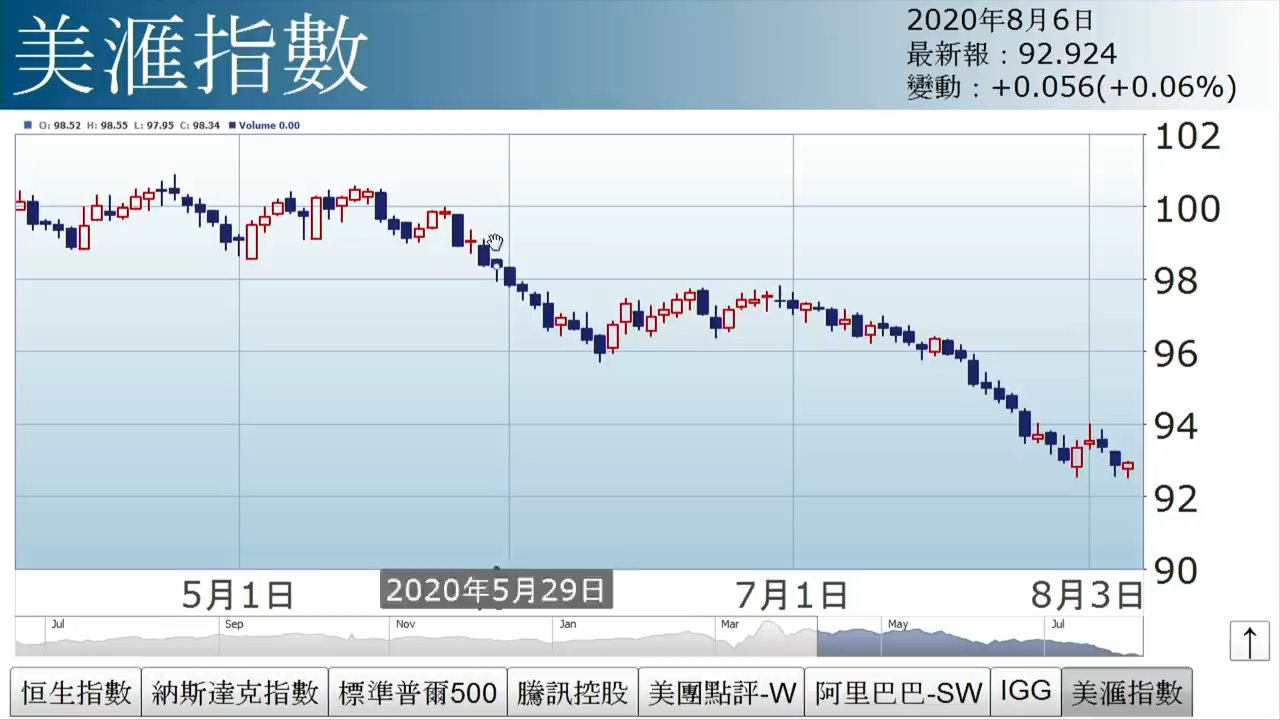 美滙指數
2020年8月6日
最新報：92.924
變動：+0.056(+0.06%)
O: 98.52 H: 98.55 L: 97.95 C: 98.34 Volume 0.00
102
100
98
96
94
92
90
5月1日 2020年5月29日 7月1日 8月3日
Jul Sep Nov Jan Mar May Jul
↑
恒生指數 納斯達克指數 標準普爾500 騰訊控股 美團點評-W 阿里巴巴-SW IGG 美滙指數